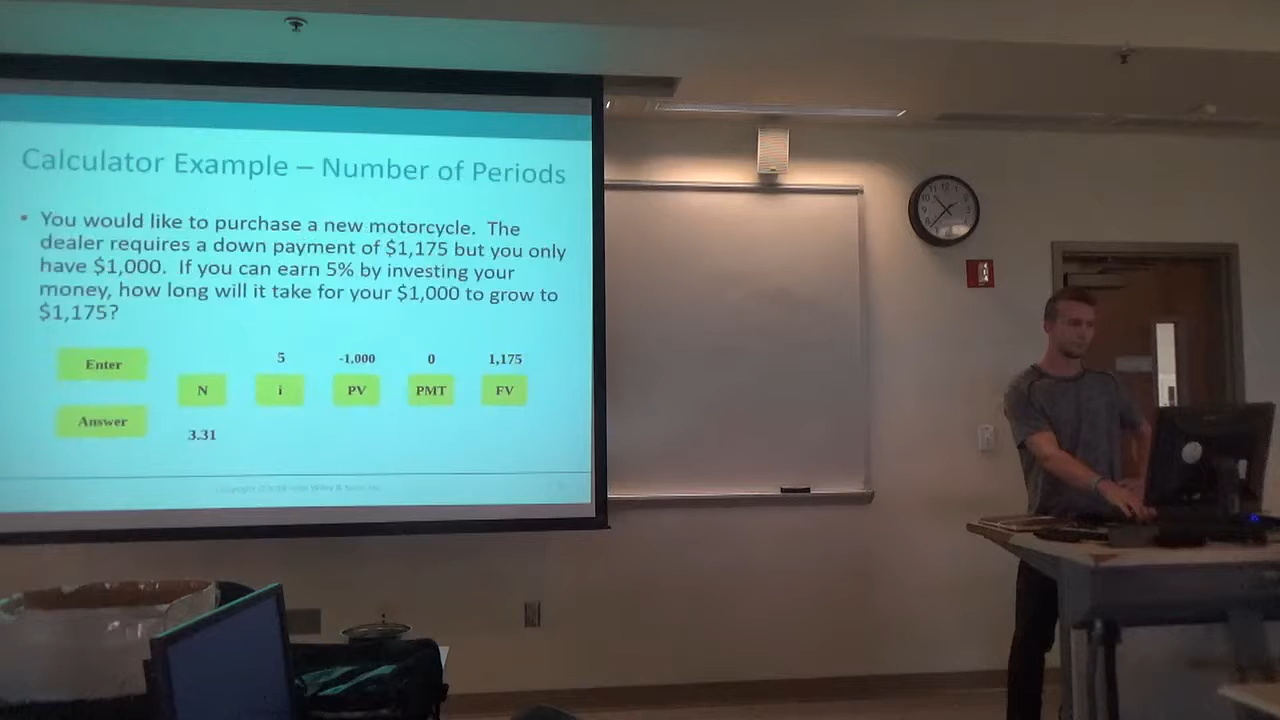 Calculator Example – Number of Periods
• You would like to purchase a new motorcycle. The
dealer requires a down payment of $1,175 but you only
have $1,000. If you can earn 5% by investing your
money, how long will it take for your $1,000 to grow to
$1,175?
Enter 5 -1,000 0 1,175
N i PV PMT FV
Answer
3.31